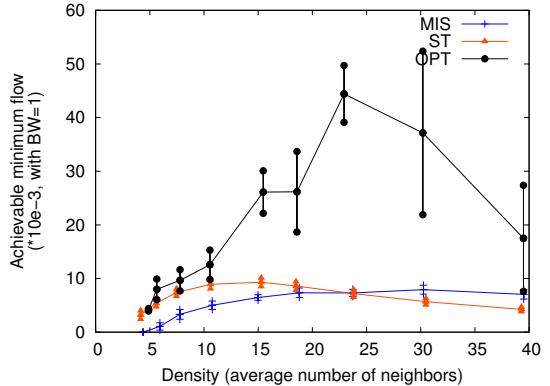 MIS
ST
OPT
60
50
40
30
20
10
0
Achievable minimum flow
(*10e-3, with BW=1)
0 5 10 15 20 25 30 35 40
Density (average number of neighbors)